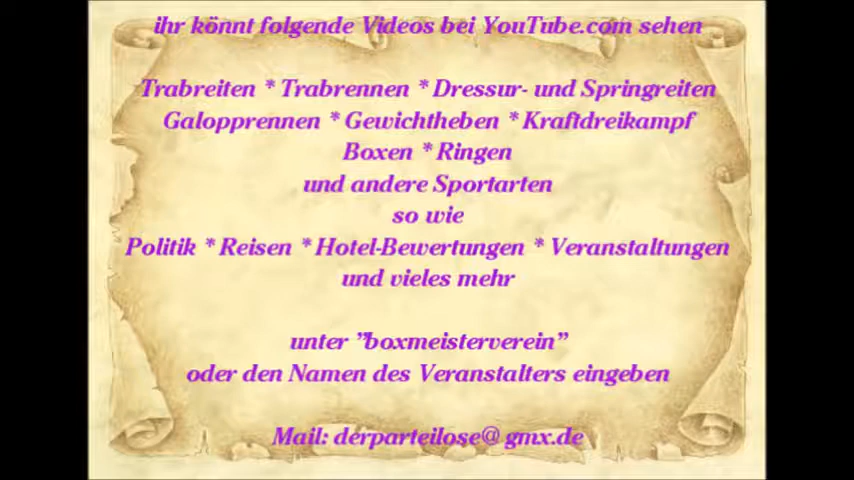 ihr könnt folgende Videos bei YouTube.com sehen
Trabreiten * Trabrennen * Dressur- und Springreiten
Galopprennen * Gewichtheben * Kraftdreikampf
Boxen * Ringen
und andere Sportarten
so wie
Politik * Reisen * Hotel-Bewertungen * Veranstaltungen
und vieles mehr
unter "boxmeisterverein"
oder den Namen des Veranstalters eingeben
Mail: derparteilose@ gmx.de